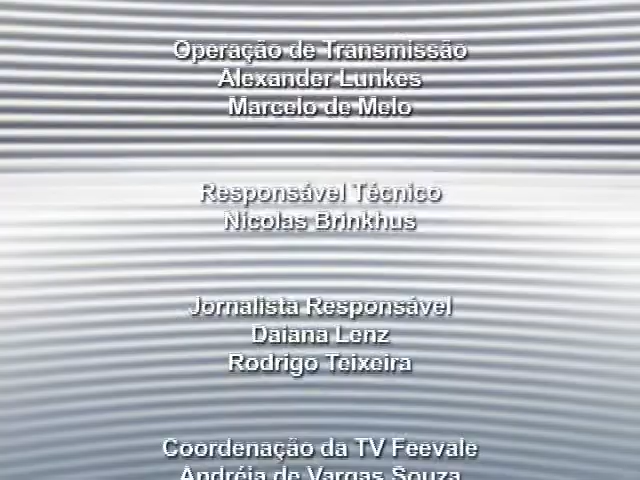 Operação de Transmissão
Alexander Lunkes
Marcelo de Melo
Responsável Técnico
Nicolas Brinkhus
Jornalista Responsável
Daiana Lenz
Rodrigo Teixeira
Coordenação da TV Feevale
Andréia de Vargas Souza